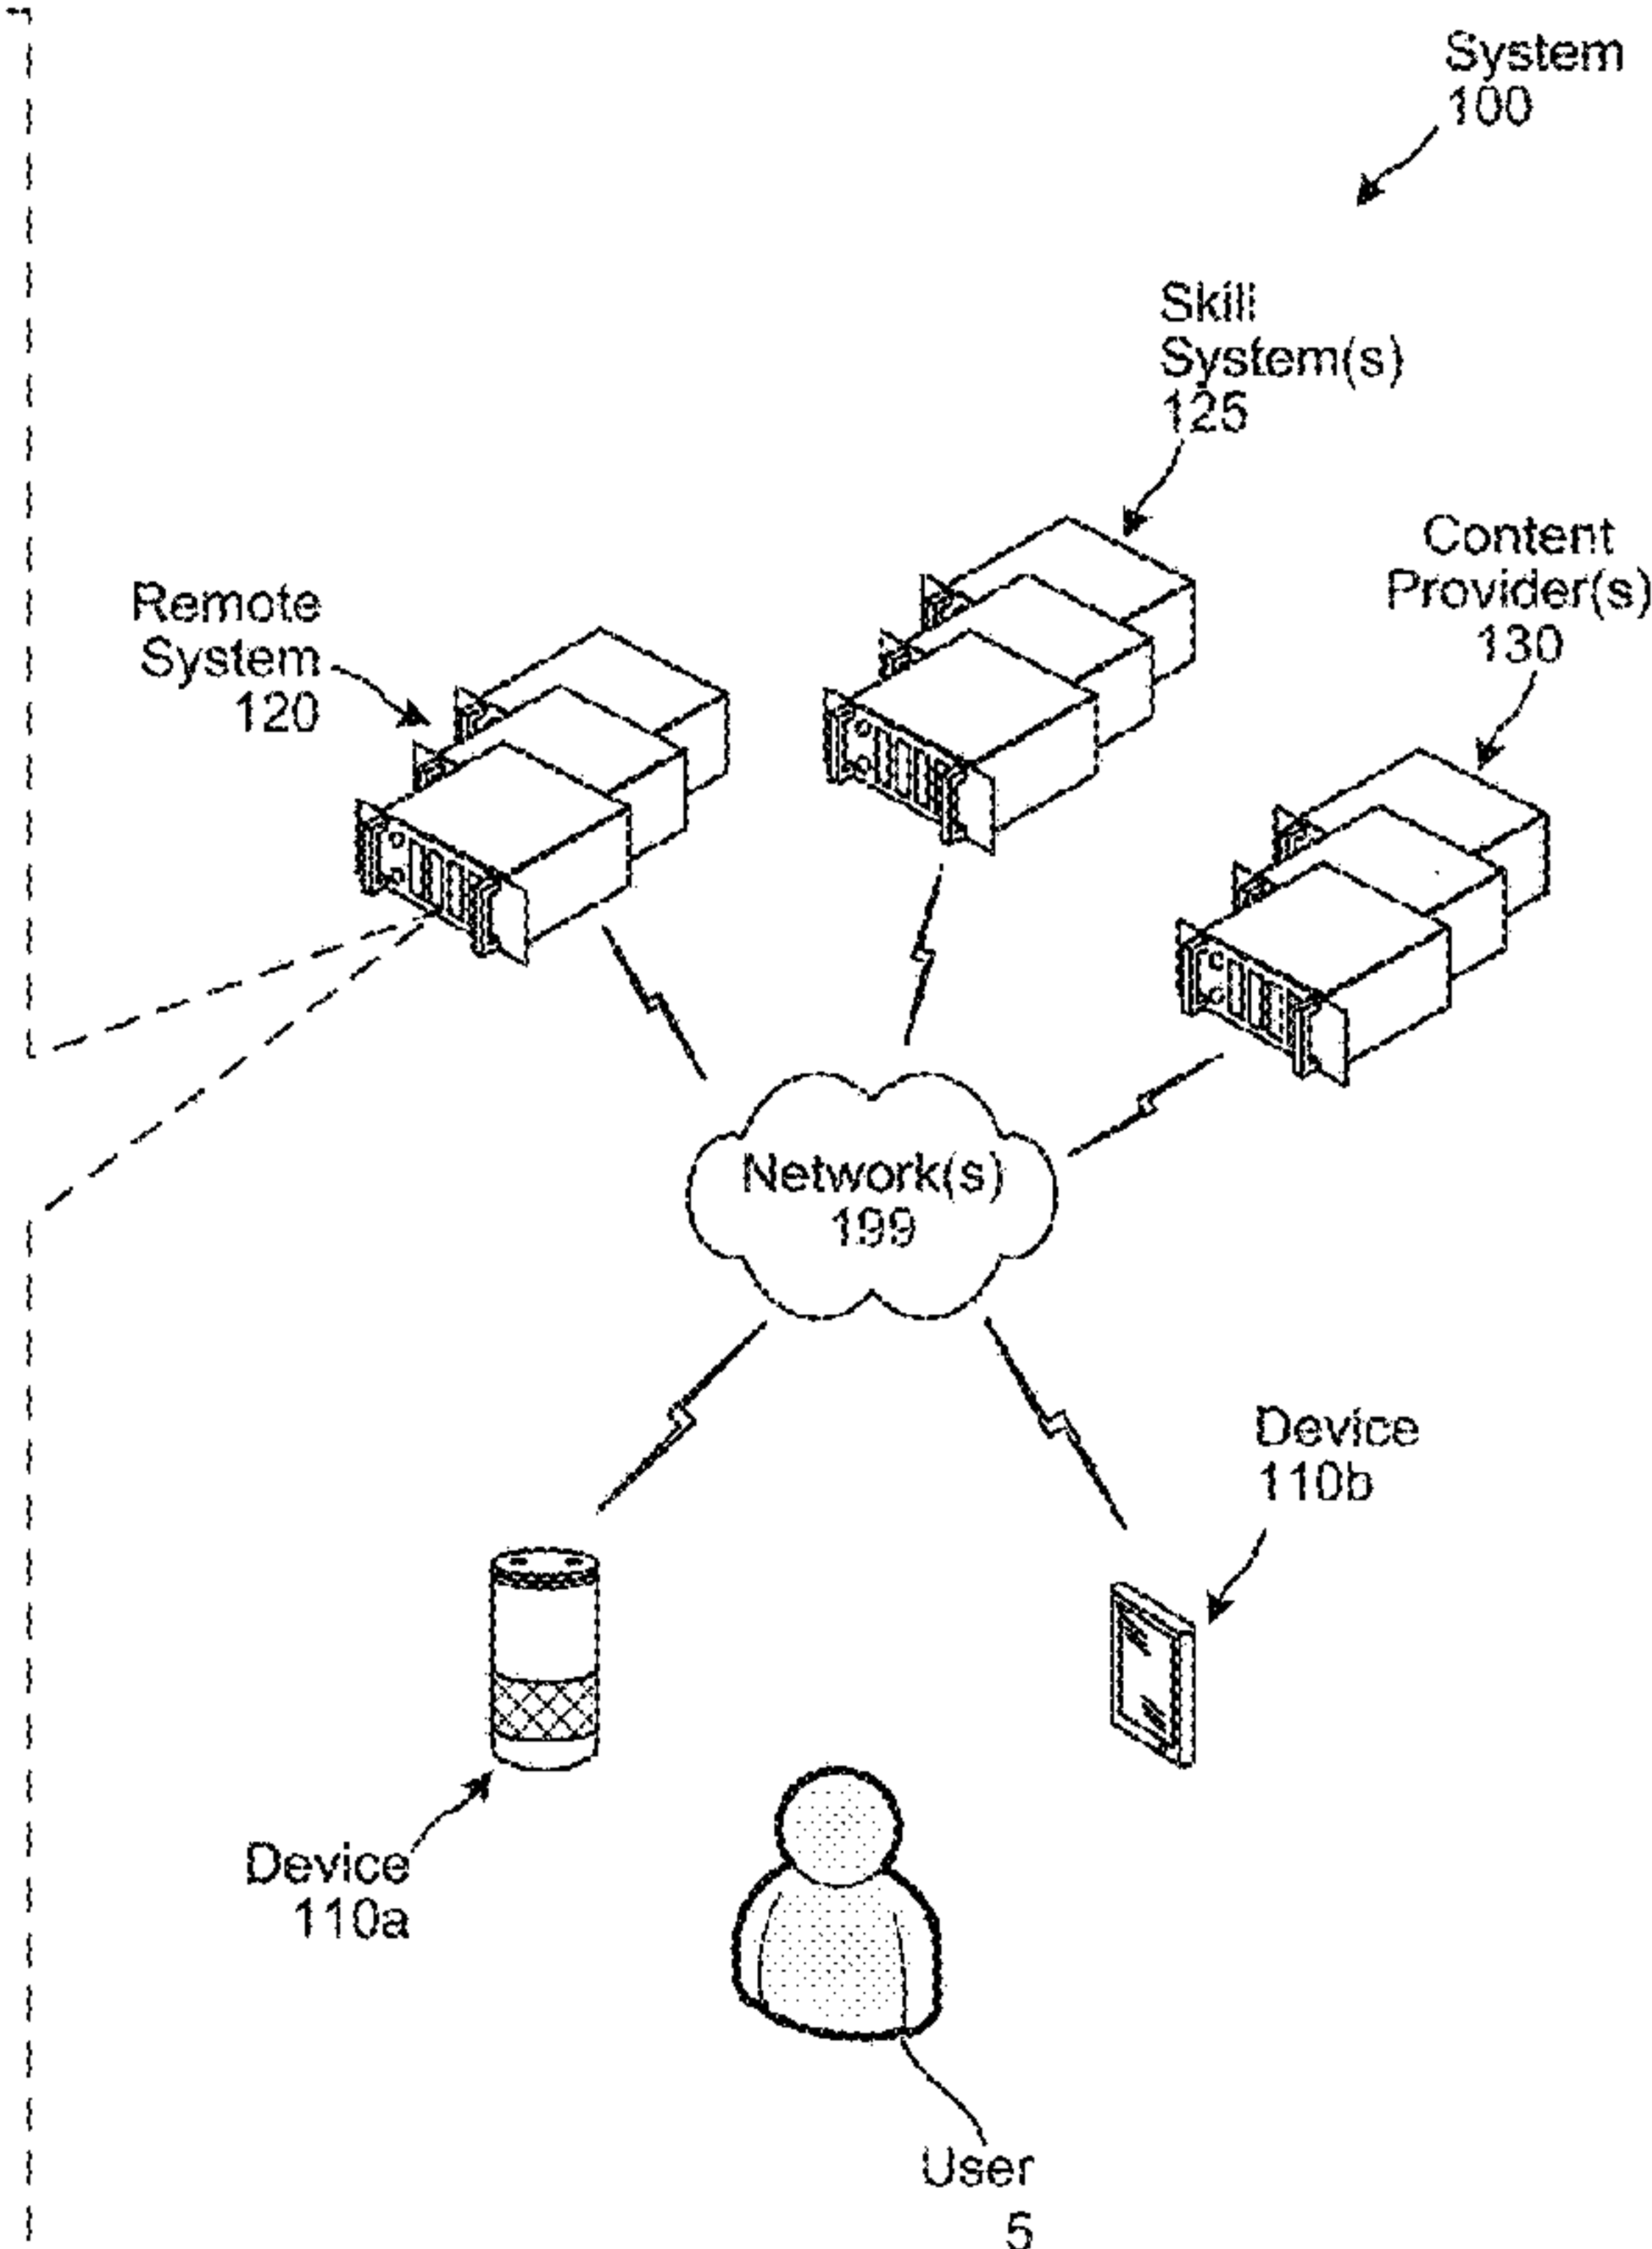 System
100
Skill
System(s)
125
Content
Provider(s)
130
Remote
System
120
Network(s)
199
Device
110b
Device
110a
User
5